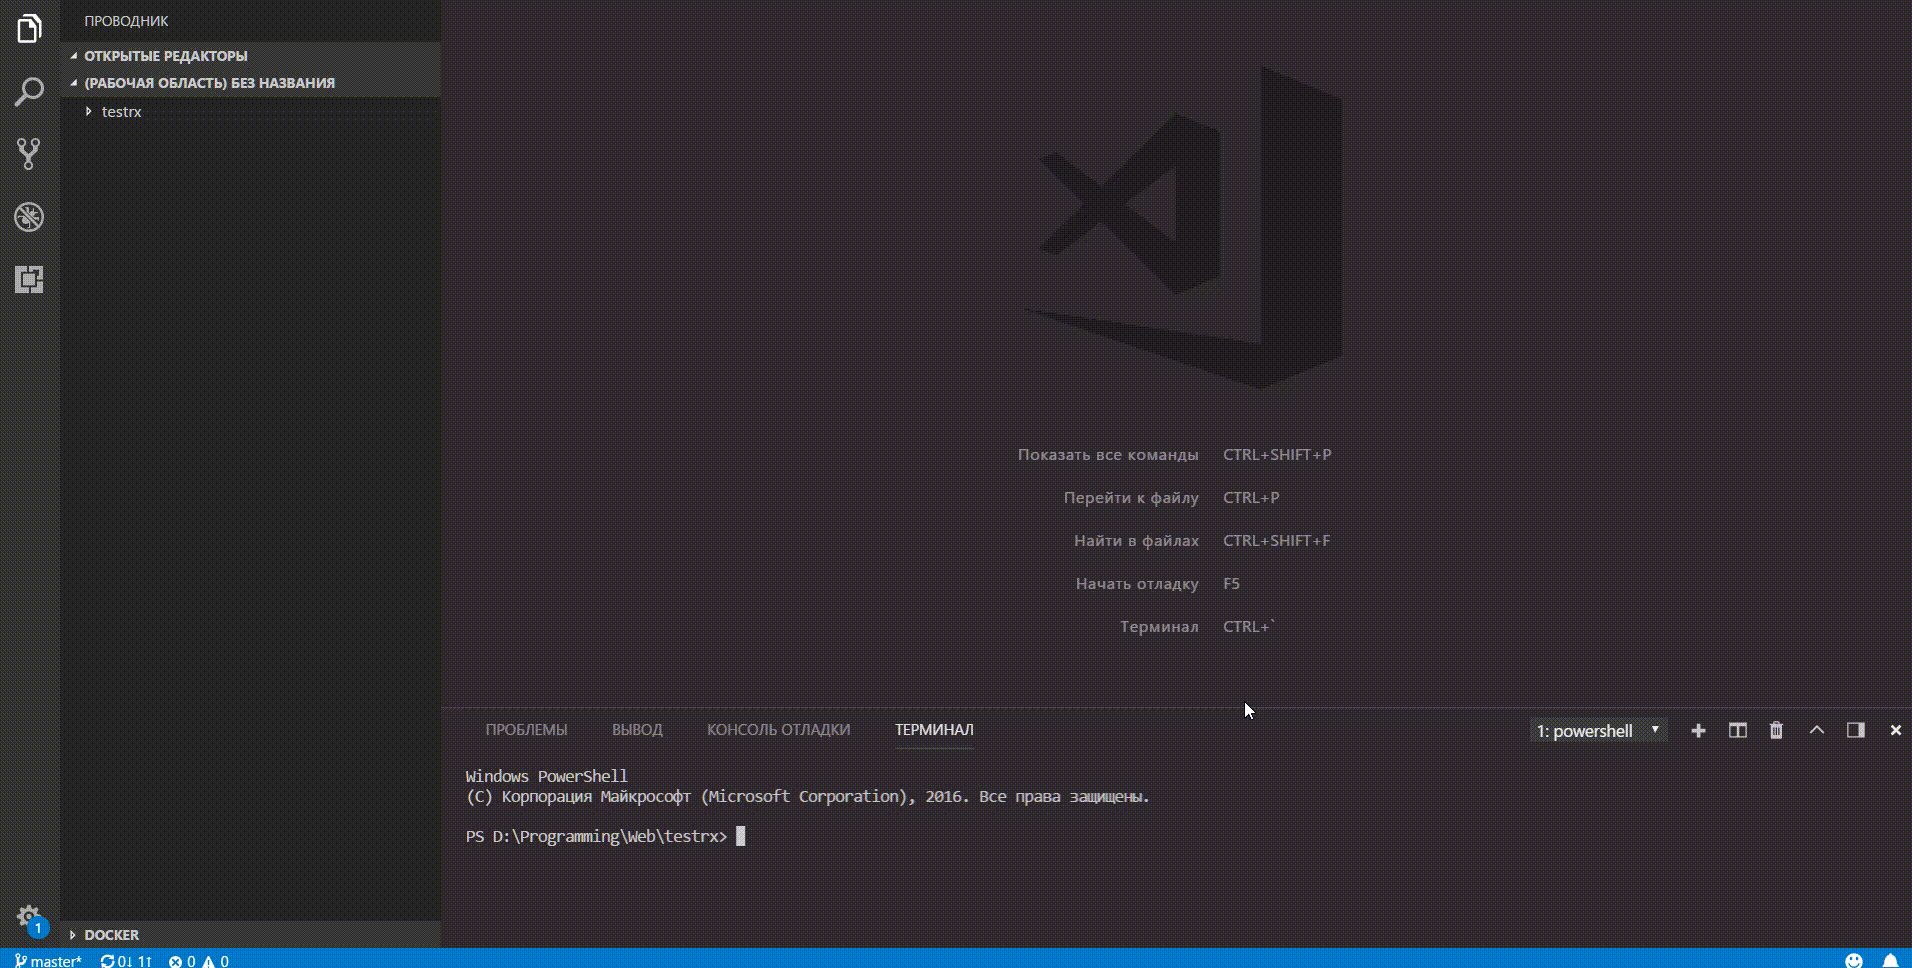 ПРОВОДНИК
ОТКРЫТЫЕ РЕДАКТОРЫ
(РАБОЧАЯ ОБЛАСТЬ) БЕЗ НАЗВАНИЯ
testrx
Показать все команды CTRL+SHIFT+P
Перейти к файлу CTRL+P
Найти в файлах CTRL+SHIFT+F
Начать отладку F5
Терминал CTRL+`
ПРОБЛЕМЫ ВЫВОД КОНСОЛЬ ОТЛАДКИ ТЕРМИНАЛ 1: powershell
Windows PowerShell
(C) Корпорация Майкрософт (Microsoft Corporation), 2016. Все права защищены.
PS D:\Programming\Web\testrx>
1
DOCKER
master* 0↓ 1↑ 0 0